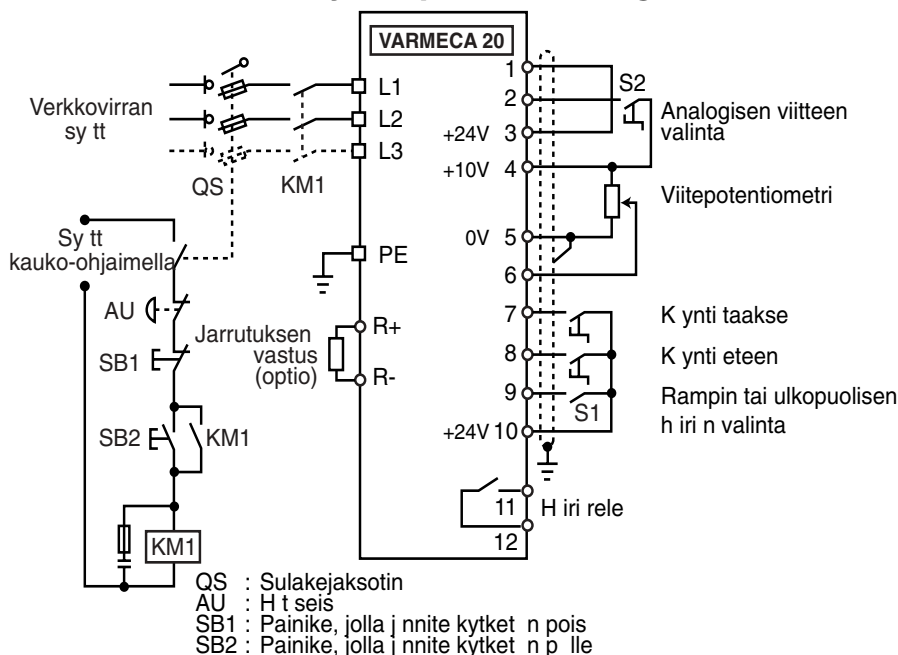 VARMECA 20
L1
L2
L3
PE
R+
R-
1
2
+24V 3
+10V 4
0V 5
6
7
8
9
+24V 10
11
12
Verkkovirran
sy tt
QS
KM1
Sy tt
kauko-ohjaimella
AU
SB1
SB2
KM1
KM1
Jarrutuksen
vastus
(optio)
S2
Analogisen viitteen
valinta
Viitepotentiometri
K ynti taakse
K ynti eteen
S1
Rampin tai ulkopuolisen
h iri n valinta
H iri rele
QS : Sulakejaksotin
AU : H t seis
SB1 : Painike, jolla j nnite kytket n pois
SB2 : Painike, jolla j nnite kytket n p lle